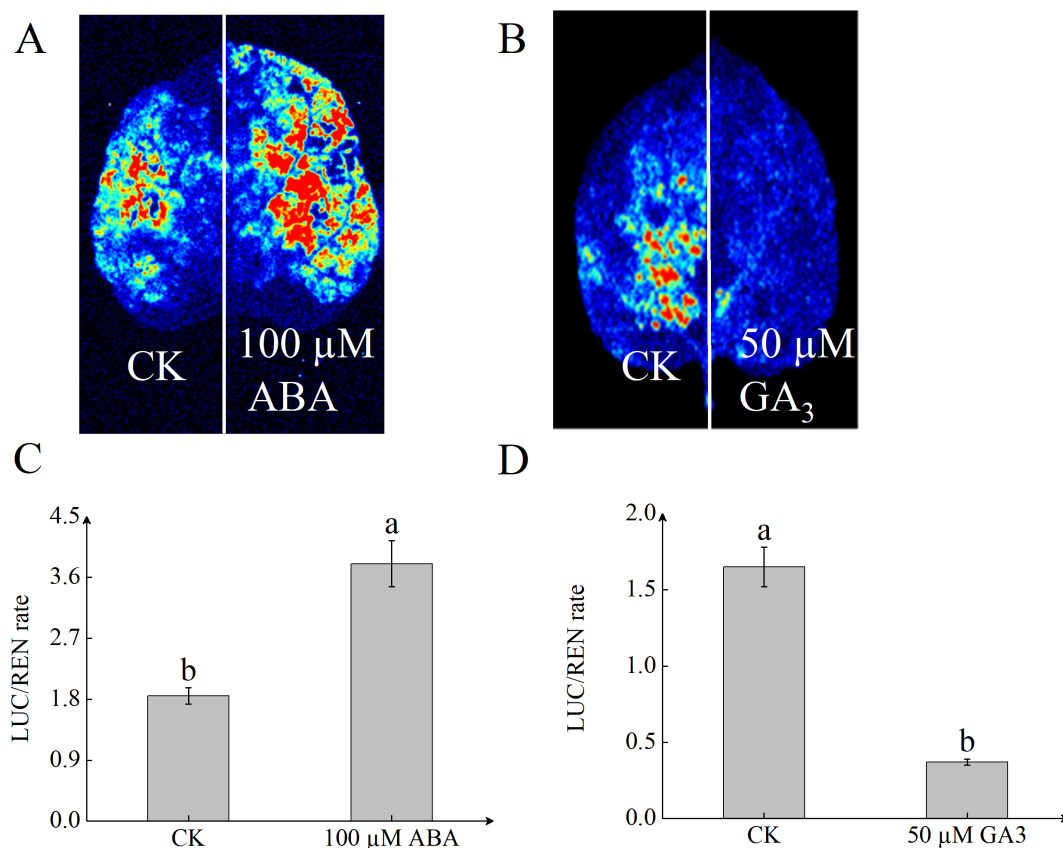 A
B
CK
100 µM
ABA
CK
50 µM
GA₃
C
D
LUC/REN rate
4.5
3.6
2.7
1.8
0.9
0.0
b
a
CK
100 µM ABA
LUC/REN rate
2.0
1.5
1.0
0.5
0.0
a
b
CK
50 µM GA3